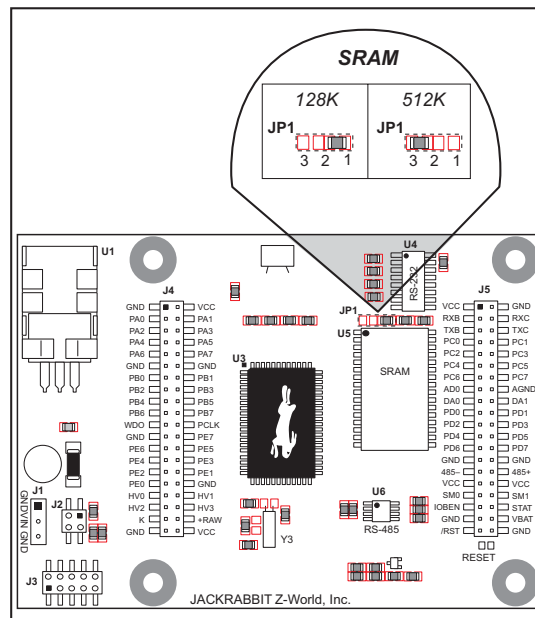 SRAM
128K
512K
JP1
3 2 1
JP1
3 2 1
U1
U4
RS-232
J4
J5
JP1
U5
U3
SRAM
GND VCC
PA0 PA1
PA2 PA3
PA4 PA5
PA6 PA7
GND GND
PB0 PB1
PB2 PB3
PB4 PB5
PB6 PB7
WDO PCLK
GND PE7
PE6 PE5
PE4 PE3
PE2 PE1
PE0 GND
HV0 HV1
HV2 HV3
K +RAW
GND VCC
VCC GND
RXB RXC
TXB TXC
PC0 PC1
PC2 PC3
PC4 PC5
PC6 PC7
AD0 AGND
DA0 DA1
PD0 PD1
PD2 PD3
PD4 PD5
PD6 PD7
GND GND
485– 485+
VCC VCC
SM0 SM1
IOBEN STAT
GND VBAT
/RST GND
J1
GND VIN GND
J2
J3
U6
RS-485
Y3
RESET
JACKRABBIT Z-World, Inc.